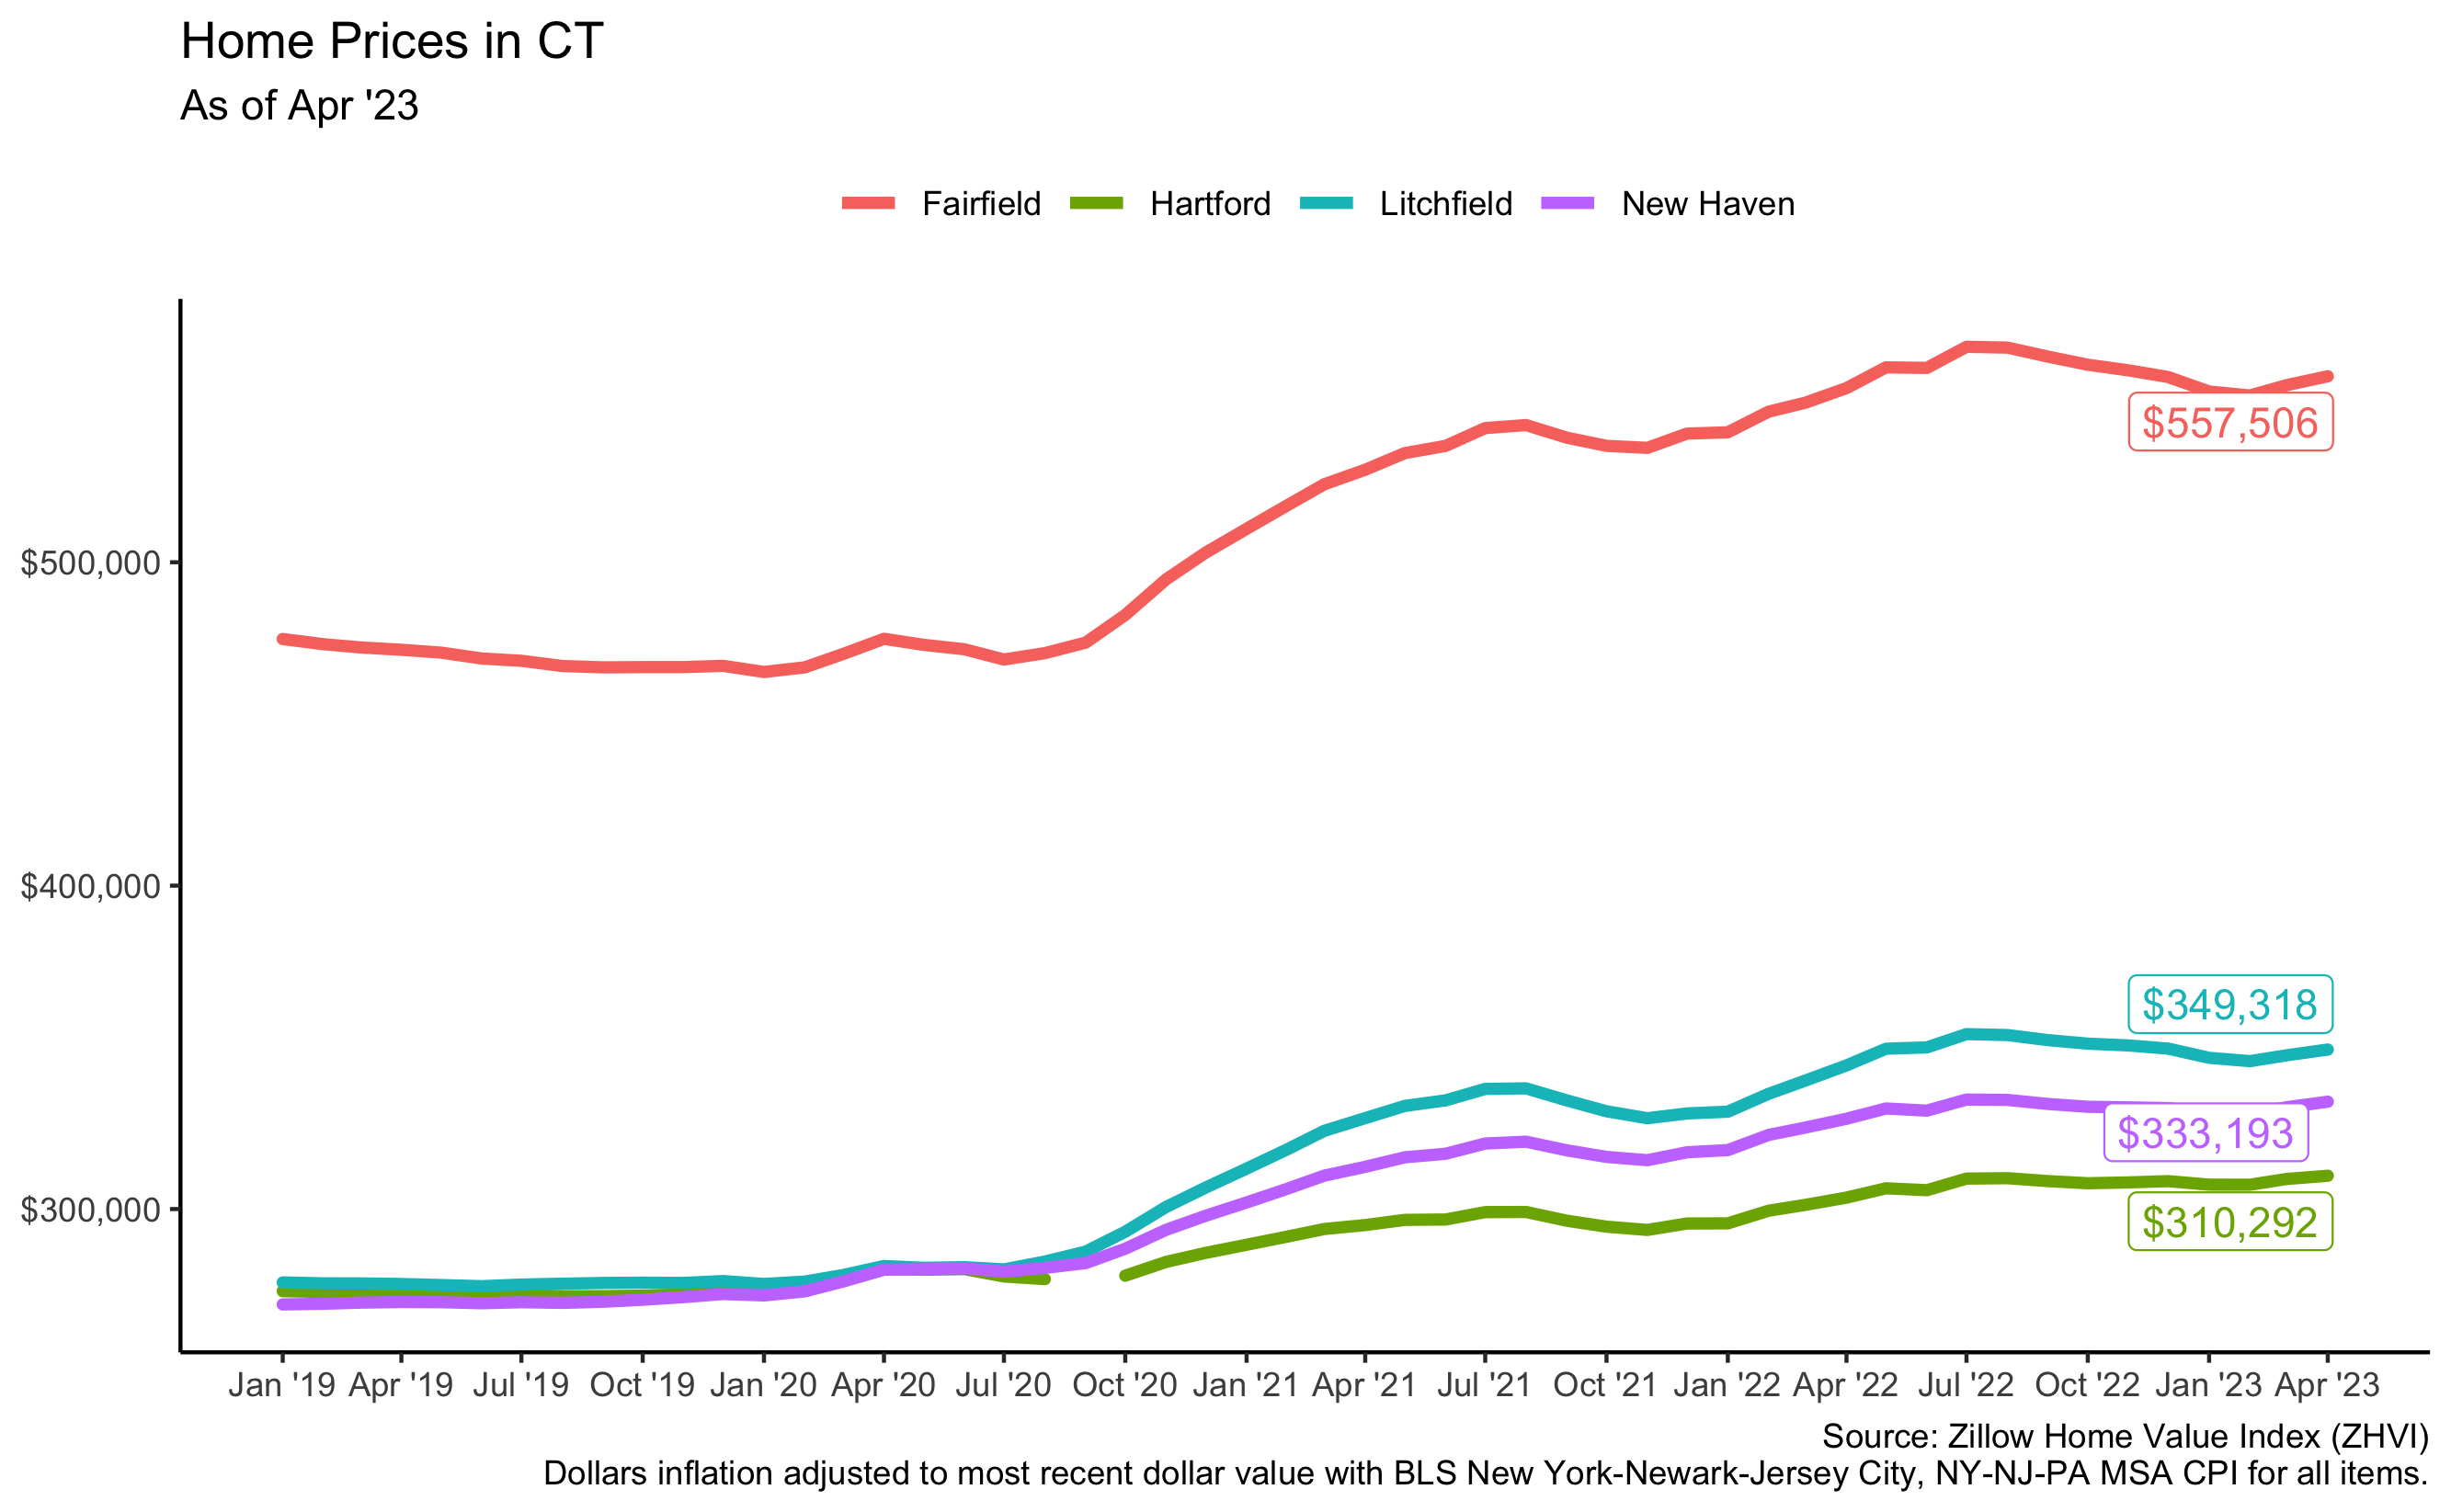 Home Prices in CT
As of Apr '23
Fairfield Hartford Litchfield New Haven
$557,506
$500,000
$400,000
$349,318
$333,193
$300,000
$310,292
Jan '19 Apr '19 Jul '19 Oct '19 Jan '20 Apr '20 Jul '20 Oct '20 Jan '21 Apr '21 Jul '21 Oct '21 Jan '22 Apr '22 Jul '22 Oct '22 Jan '23 Apr '23
Source: Zillow Home Value Index (ZHVI)
Dollars inflation adjusted to most recent dollar value with BLS New York-Newark-Jersey City, NY-NJ-PA MSA CPI for all items.